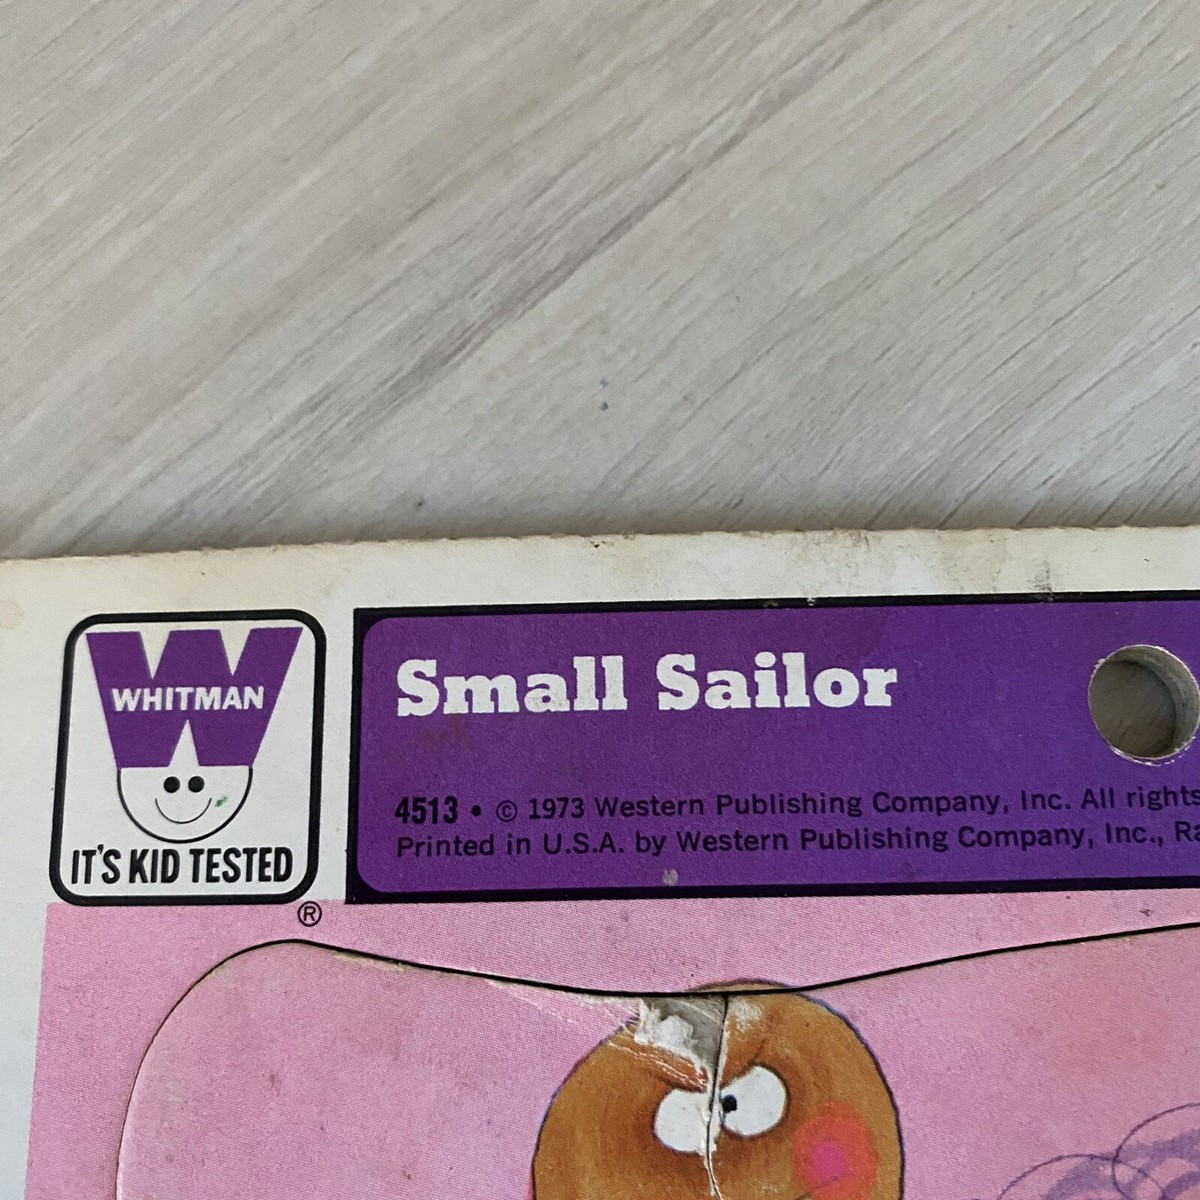 WHITMAN
IT'S KID TESTED
®
Small Sailor
4513 • © 1973 Western Publishing Company, Inc. All rights
Printed in U.S.A. by Western Publishing Company, Inc.,